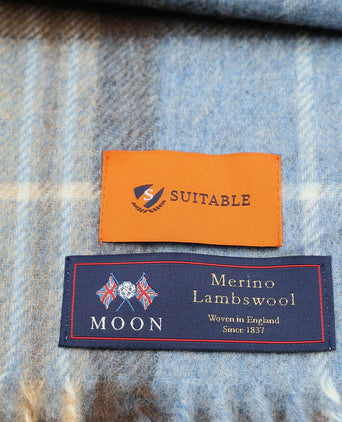 S SUITABLE
MOON
Merino
Lambswool
Woven in England
Since 1837